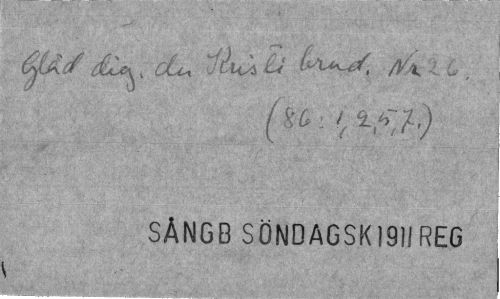 Gläd dig, du Kristi brud. Nr 26.
(86: 1, 2, 5, 7.)
SÅNGB SÖNDAGSK 1911 REG